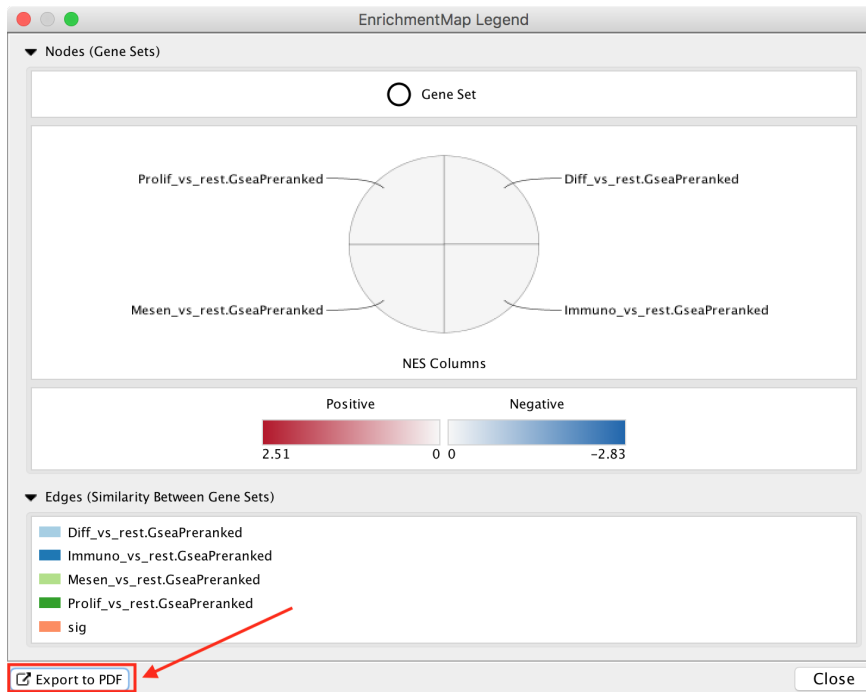 EnrichmentMap Legend
Nodes (Gene Sets)
Gene Set
Prolif_vs_rest.GseaPreranked
Diff_vs_rest.GseaPreranked
Mesen_vs_rest.GseaPreranked
Immuno_vs_rest.GseaPreranked
NES Columns
Positive Negative
2.51 0 0 -2.83
Edges (Similarity Between Gene Sets)
Diff_vs_rest.GseaPreranked
Immuno_vs_rest.GseaPreranked
Mesen_vs_rest.GseaPreranked
Prolif_vs_rest.GseaPreranked
sig
Export to PDF
Close